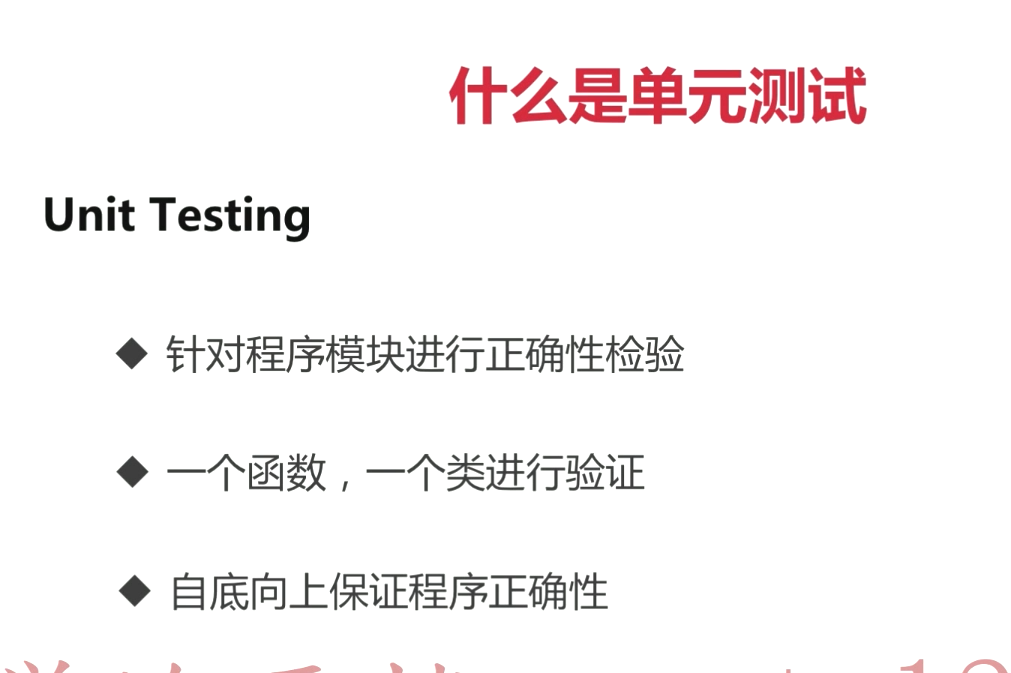 什么是单元测试
Unit Testing
◆ 针对程序模块进行正确性检验
◆ 一个函数，一个类进行验证
◆ 自底向上保证程序正确性